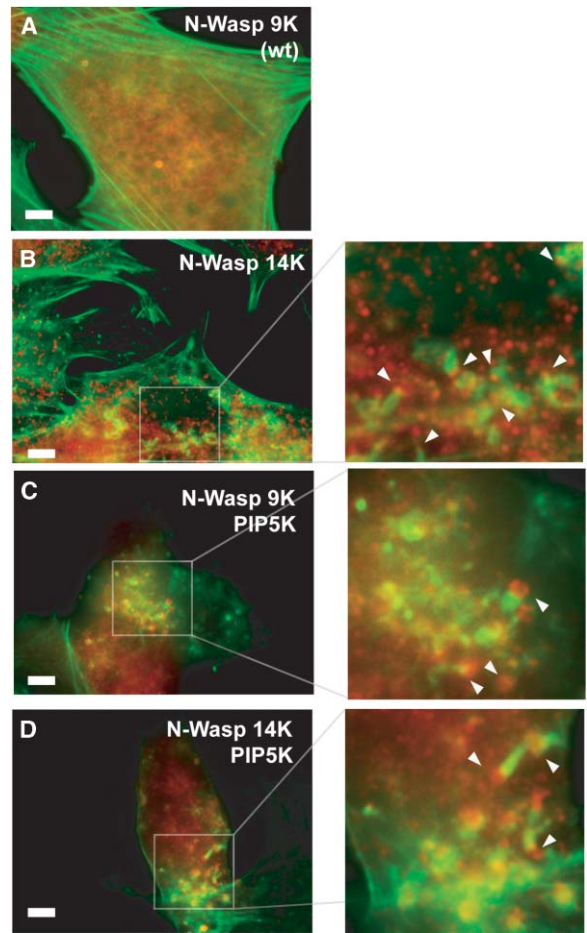 A
N-Wasp 9K
(wt)
B
N-Wasp 14K
C
N-Wasp 9K
PIP5K
D
N-Wasp 14K
PIP5K